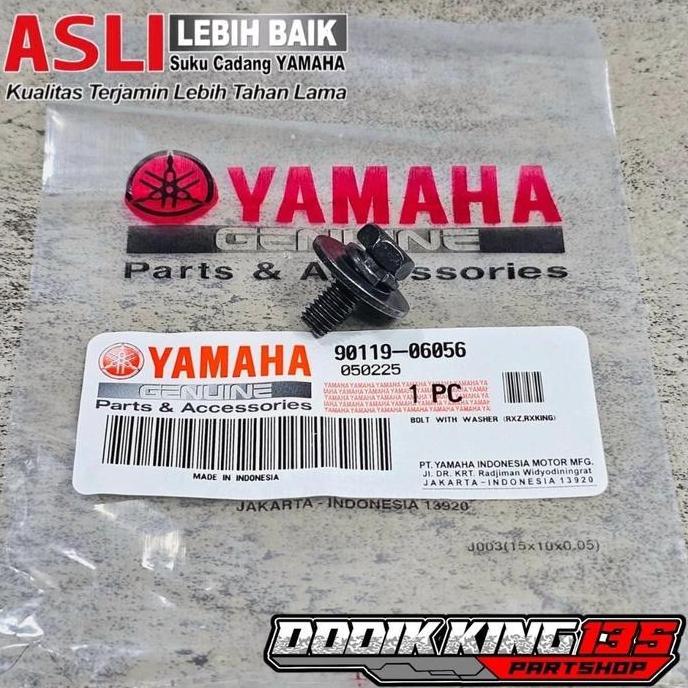 ASLI LEBIH BAIK
Suku Cadang YAMAHA
Kualitas Terjamin Lebih Tahan Lama
YAMAHA
GENUINE
Parts & Accessories
YAMAHA
GENUINE
Parts & Accessories
MADE IN INDONESIA
90119-06056
050225
1 PC
BOLT WITH WASHER (RXZ,RXKING)
PT. YAMAHA INDONESIA MOTOR MFG.
JL. DR. KRT. Radjiman Widyodiningrat
JAKARTA - INDONESIA 13920
JAKARTA - INDONESIA 13920
J003(15x10x0.05)
DODIK KING 135
PARTSHOP